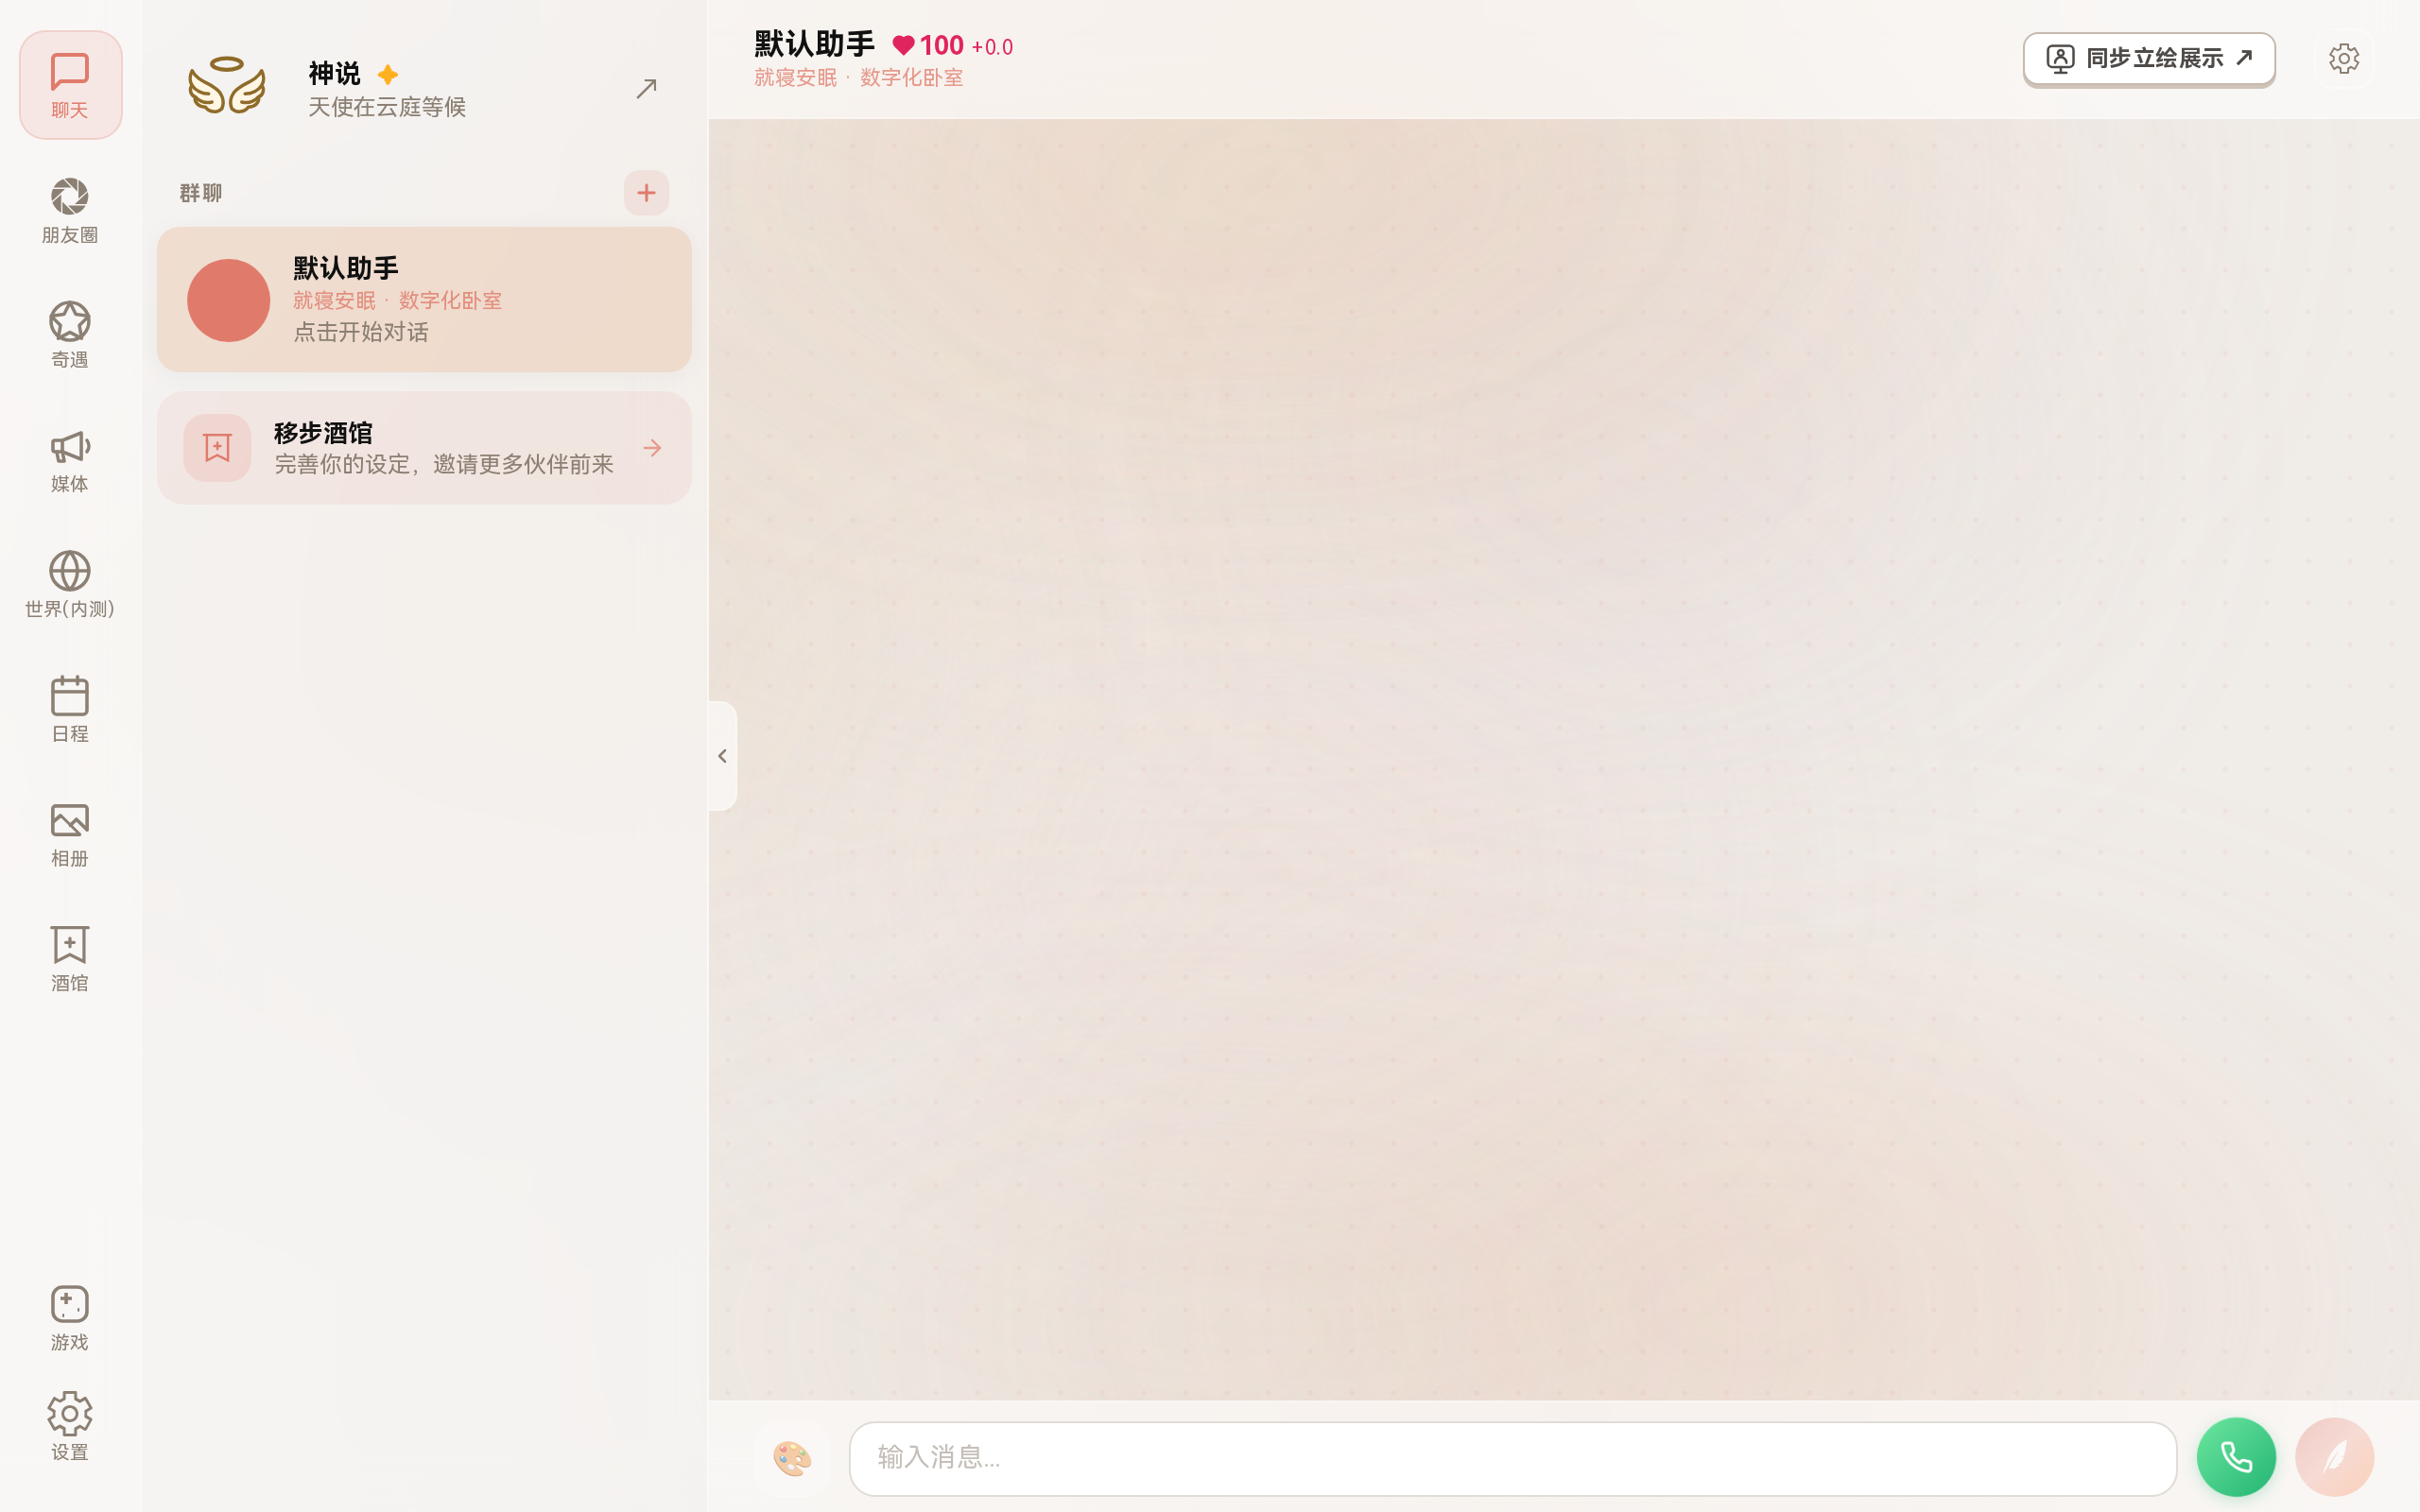 聊天
朋友圈
奇遇
媒体
世界(内测)
日程
相册
酒馆
游戏
设置
神说
天使在云庭等候
群聊
默认助手
就寝安眠 · 数字化卧室
点击开始对话
移步酒馆
完善你的设定，邀请更多伙伴前来
默认助手 100 +0.0
就寝安眠 · 数字化卧室
同步立绘展示
输入消息...